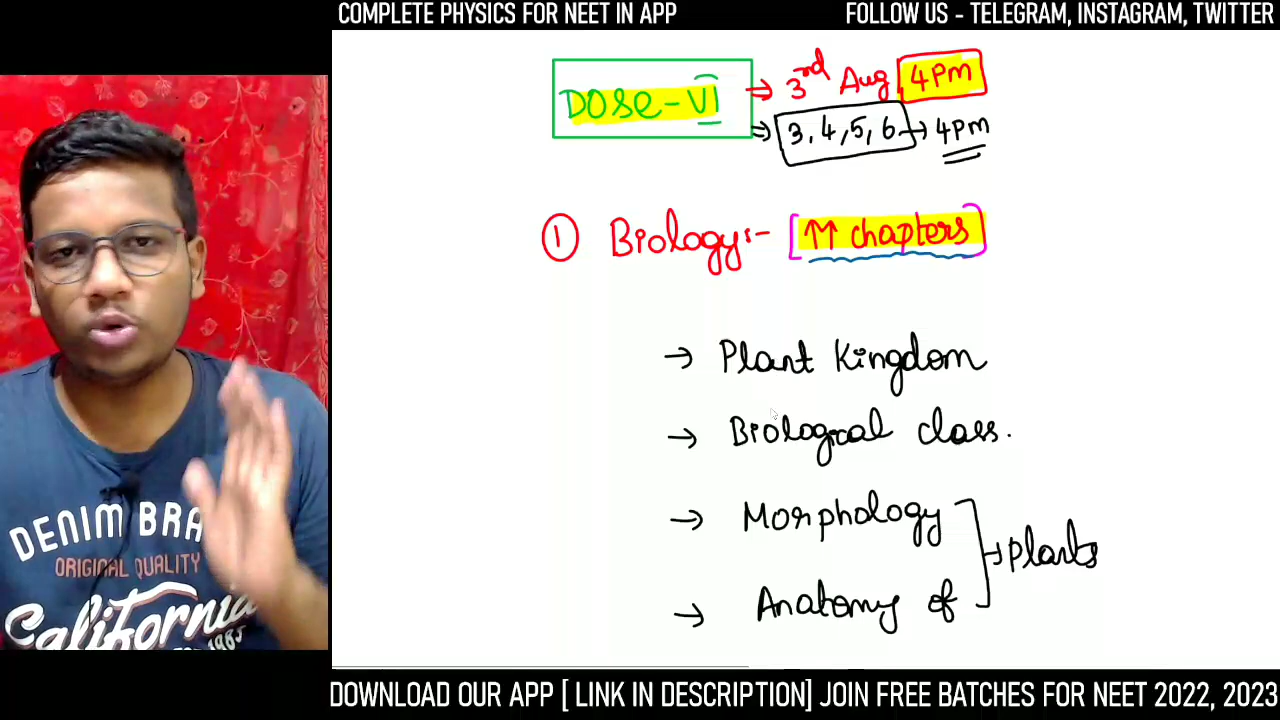 COMPLETE PHYSICS FOR NEET IN APP
FOLLOW US - TELEGRAM, INSTAGRAM, TWITTER
DOSE-VI
→ 3rd Aug 4Pm
⇒ 3, 4, 5, 6 → 4Pm
① Biology:- [↑↑ chapters]
→ Plant Kingdom
→ Biological class.
→ Morphology
→ Plants
→ Anatomy of
DENIM BRA
ORIGINAL QUALITY
California
1985
DOWNLOAD OUR APP [ LINK IN DESCRIPTION] JOIN FREE BATCHES FOR NEET 2022, 2023